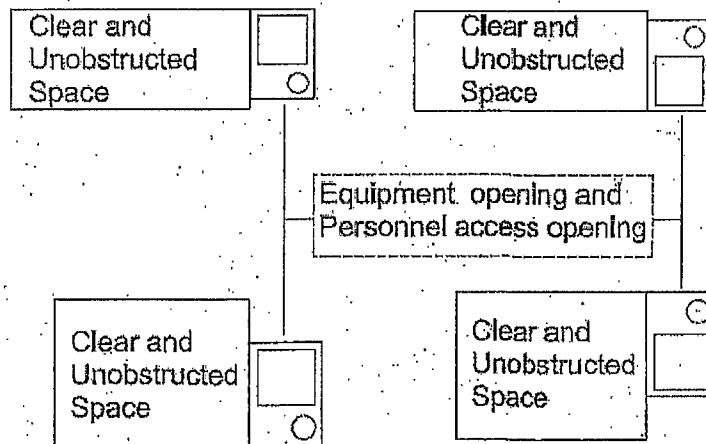 Clear and
Unobstructed
Space
Clear and
Unobstructed
Space
Equipment opening and
Personnel access opening
Clear and
Unobstructed
Space
Clear and
Unobstructed
Space